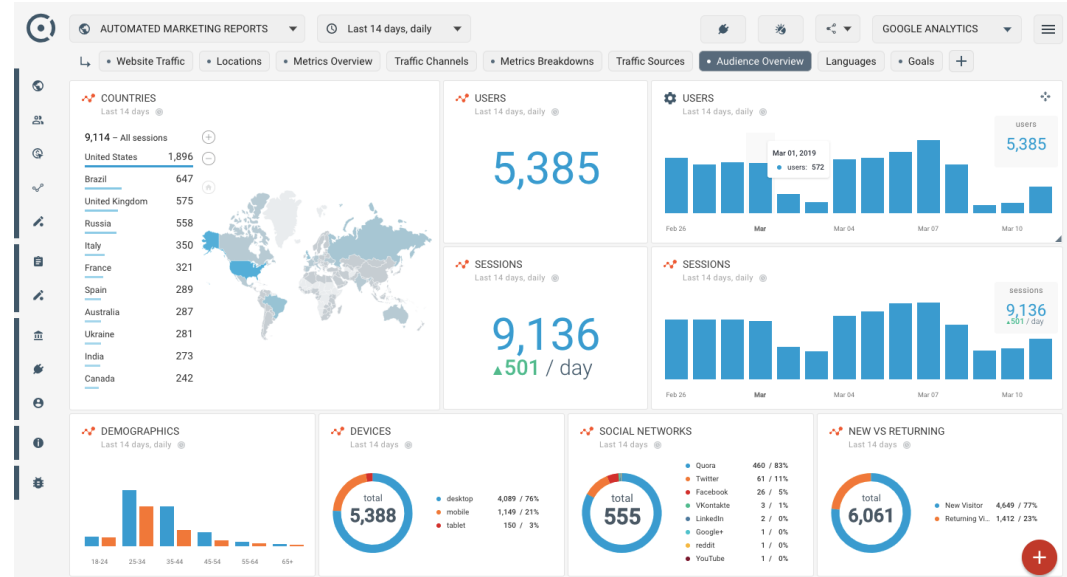 AUTOMATED MARKETING REPORTS
Last 14 days, daily
GOOGLE ANALYTICS
Website Traffic
Locations
Metrics Overview
Traffic Channels
Metrics Breakdowns
Traffic Sources
Audience Overview
Languages
Goals
COUNTRIES
Last 14 days
9,114 – All sessions
United States 1,896
Brazil 647
United Kingdom 575
Russia 558
Italy 350
France 321
Spain 289
Australia 287
Ukraine 281
India 273
Canada 242
USERS
Last 14 days, daily
5,385
USERS
Last 14 days, daily
users
5,385
Mar 01, 2019
users: 572
Feb 26 Mar Mar 04 Mar 07 Mar 10
SESSIONS
Last 14 days, daily
9,136
▲501 / day
SESSIONS
Last 14 days, daily
sessions
9,136
▲501 / day
Feb 26 Mar Mar 04 Mar 07 Mar 10
DEMOGRAPHICS
Last 14 days, daily
18-24 25-34 35-44 45-54 55-64 65+
DEVICES
Last 14 days
total
5,388
desktop 4,089 / 76%
mobile 1,149 / 21%
tablet 150 / 3%
SOCIAL NETWORKS
Last 14 days
total
555
Quora 460 / 83%
Twitter 61 / 11%
Facebook 26 / 5%
VKontakte 3 / 1%
LinkedIn 2 / 0%
Google+ 1 / 0%
reddit 1 / 0%
YouTube 1 / 0%
NEW VS RETURNING
Last 14 days
total
6,061
New Visitor 4,649 / 77%
Returning Vi... 1,412 / 23%